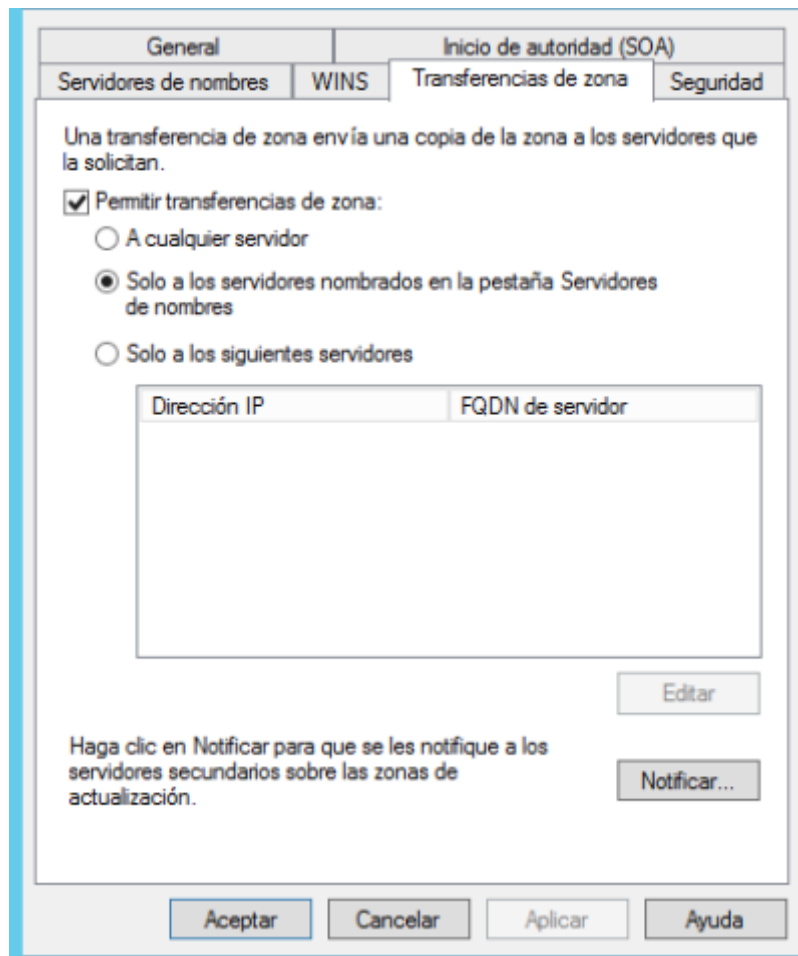 General
Inicio de autoridad (SOA)
Servidores de nombres
WINS
Transferencias de zona
Seguridad
Una transferencia de zona envía una copia de la zona a los servidores que
la solicitan.
Permitir transferencias de zona:
A cualquier servidor
Solo a los servidores nombrados en la pestaña Servidores
de nombres
Solo a los siguientes servidores
Dirección IP
FQDN de servidor
Editar
Haga clic en Notificar para que se les notifique a los
servidores secundarios sobre las zonas de
actualización.
Notificar...
Aceptar
Cancelar
Aplicar
Ayuda